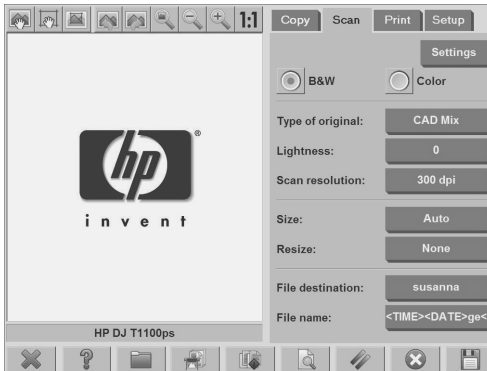 1:1
Copy Scan Print Setup
Settings
B&W Color
Type of original: CAD Mix
Lightness: 0
Scan resolution: 300 dpi
Size: Auto
Resize: None
File destination: susanna
File name: <TIME><DATE>ge<
hp ®
invent
HP DJ T1100ps
?